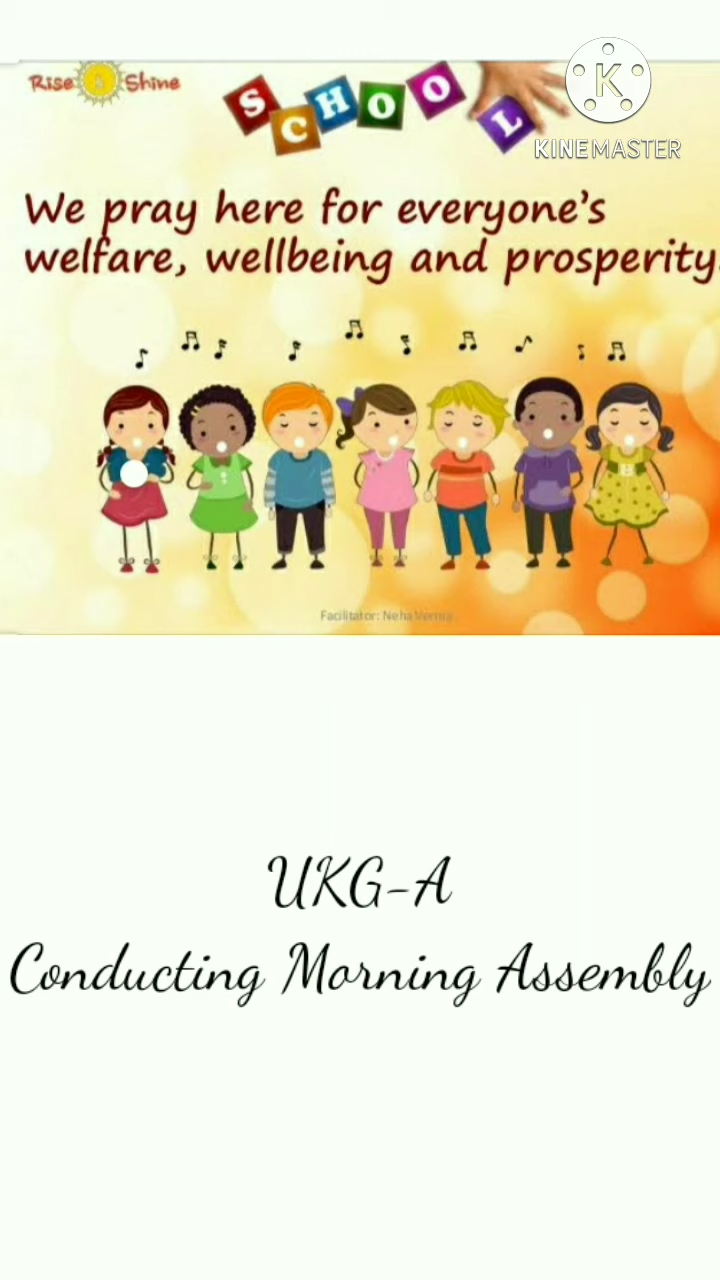 Rise & Shine
SCHOOL
KINEMASTER
We pray here for everyone's
welfare, wellbeing and prosperity.
Facilitator: Neha Verma
UKG-A
Conducting Morning Assembly